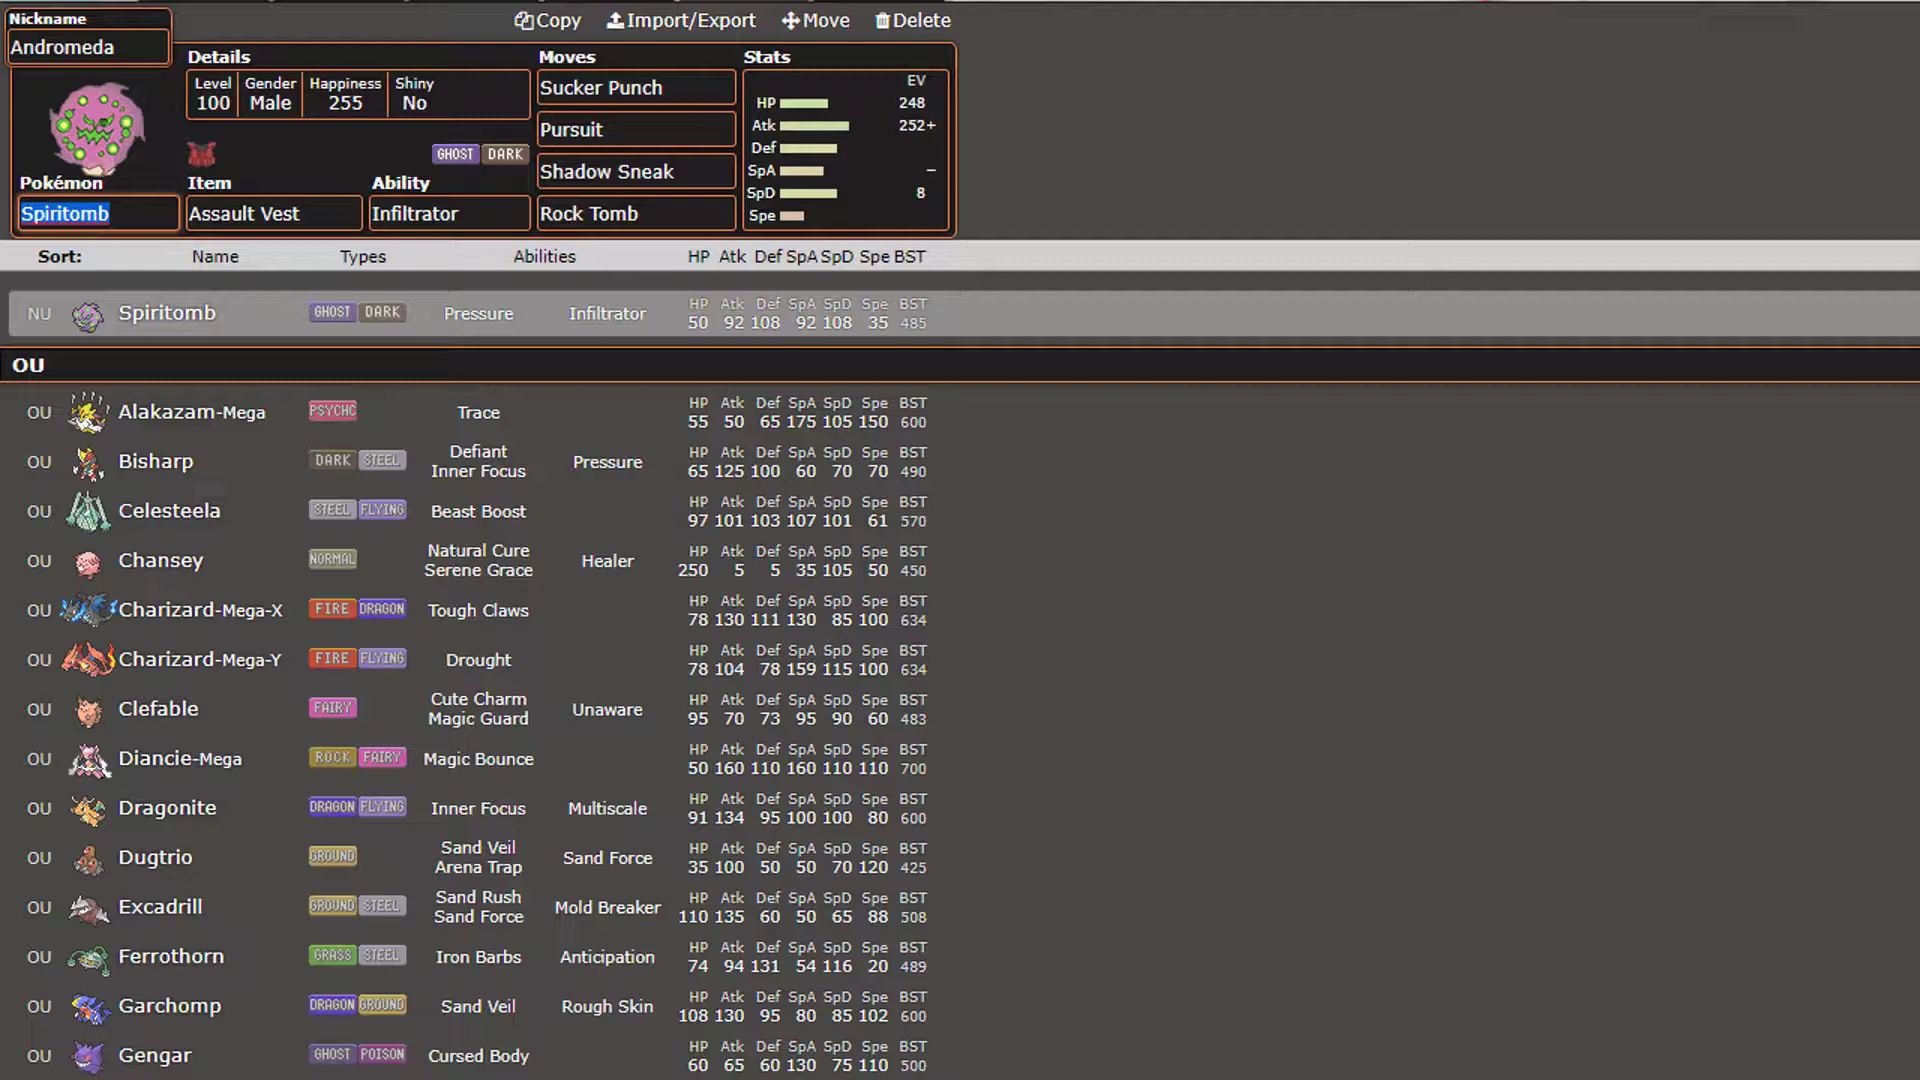 Nickname
Andromeda
Copy Import/Export Move Delete
Details
Level Gender Happiness Shiny
100 Male 255 No
GHOST DARK
Pokémon Item Ability
Spiritomb Assault Vest Infiltrator
Moves
Sucker Punch
Pursuit
Shadow Sneak
Rock Tomb
Stats
EV
HP 248
Atk 252+
Def
SpA −
SpD 8
Spe
Sort: Name Types Abilities HP Atk Def SpA SpD Spe BST
HP Atk Def SpA SpD Spe BST
NU Spiritomb GHOST DARK Pressure Infiltrator
50 92 108 92 108 35 485
OU
HP Atk Def SpA SpD Spe BST
OU Alakazam-Mega PSYCHC Trace
55 50 65 175 105 150 600
Defiant HP Atk Def SpA SpD Spe BST
OU Bisharp DARK STEEL Pressure
Inner Focus 65 125 100 60 70 70 490
HP Atk Def SpA SpD Spe BST
OU Celesteela STEEL FLYING Beast Boost
97 101 103 107 101 61 570
Natural Cure HP Atk Def SpA SpD Spe BST
OU Chansey NORMAL Healer
Serene Grace 250 5 5 35 105 50 450
HP Atk Def SpA SpD Spe BST
OU Charizard-Mega-X FIRE DRAGON Tough Claws
78 130 111 130 85 100 634
HP Atk Def SpA SpD Spe BST
OU Charizard-Mega-Y FIRE FLYING Drought
78 104 78 159 115 100 634
Cute Charm HP Atk Def SpA SpD Spe BST
OU Clefable FAIRY Unaware
Magic Guard 95 70 73 95 90 60 483
HP Atk Def SpA SpD Spe BST
OU Diancie-Mega ROCK FAIRY Magic Bounce
50 160 110 160 110 110 700
HP Atk Def SpA SpD Spe BST
OU Dragonite DRAGON FLYING Inner Focus Multiscale
91 134 95 100 100 80 600
Sand Veil HP Atk Def SpA SpD Spe BST
OU Dugtrio GROUND Sand Force
Arena Trap 35 100 50 50 70 120 425
Sand Rush HP Atk Def SpA SpD Spe BST
OU Excadrill GROUND STEEL Mold Breaker
Sand Force 110 135 60 50 65 88 508
HP Atk Def SpA SpD Spe BST
OU Ferrothorn GRASS STEEL Iron Barbs Anticipation
74 94 131 54 116 20 489
HP Atk Def SpA SpD Spe BST
OU Garchomp DRAGON GROUND Sand Veil Rough Skin
108 130 95 80 85 102 600
HP Atk Def SpA SpD Spe BST
OU Gengar GHOST POISON Cursed Body
60 65 60 130 75 110 500